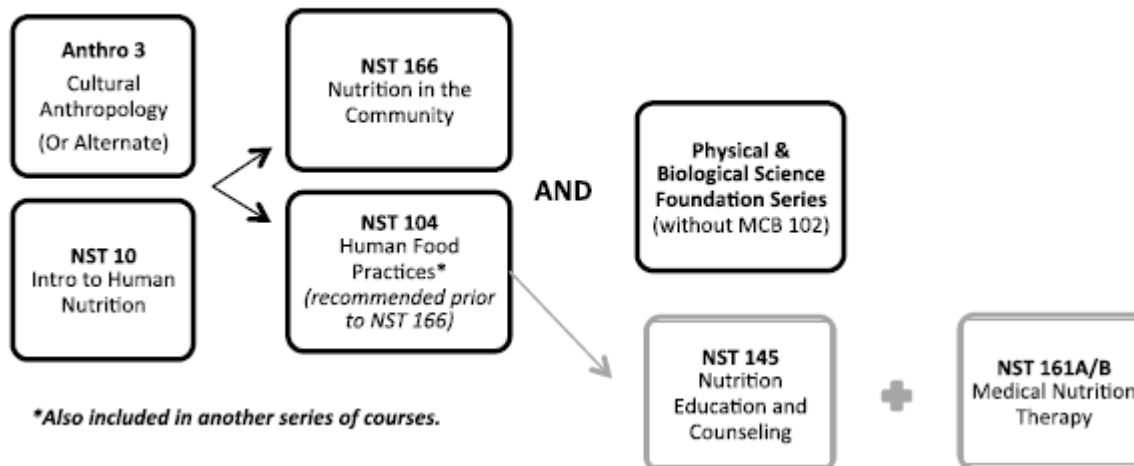 Anthro 3
Cultural
Anthropology
(Or Alternate)
NST 10
Intro to Human
Nutrition
NST 166
Nutrition in the
Community
NST 104
Human Food
Practices*
(recommended prior
to NST 166)
AND
Physical &
Biological Science
Foundation Series
(without MCB 102)
NST 145
Nutrition
Education and
Counseling
NST 161A/B
Medical Nutrition
Therapy
*Also included in another series of courses.